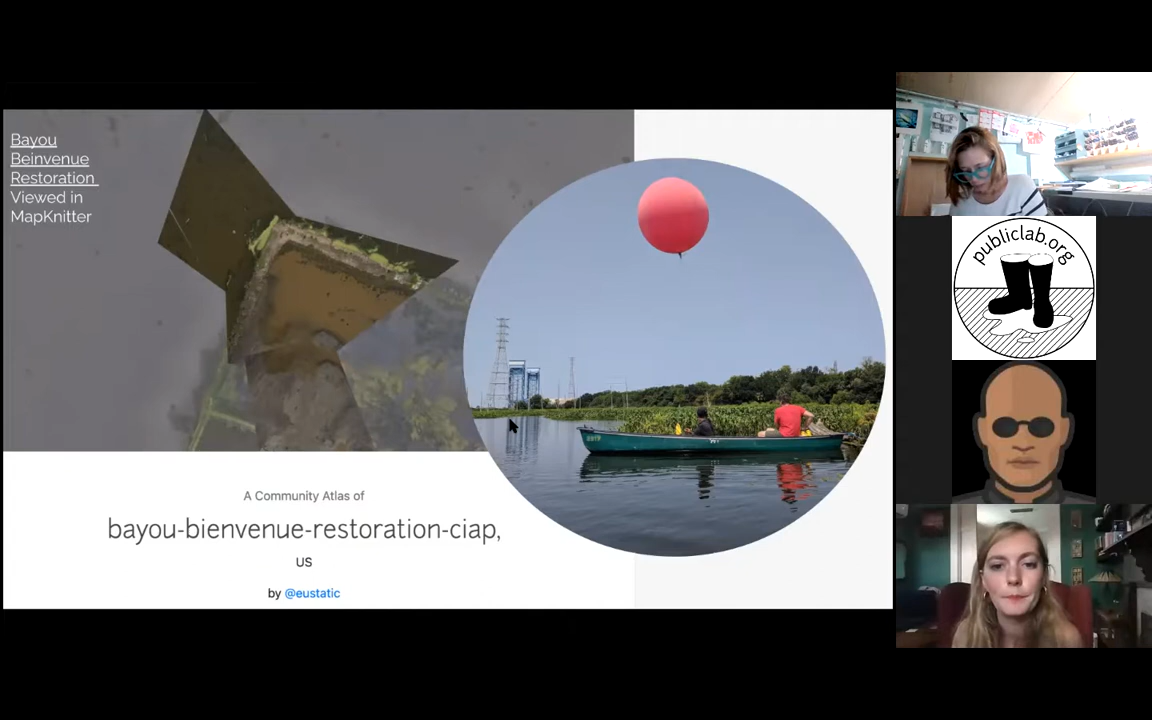 Bayou
Beinvenue
Restoration
Viewed in
MapKnitter
A Community Atlas of
bayou-bienvenue-restoration-ciap,
US
by @eustatic
publiclab.org